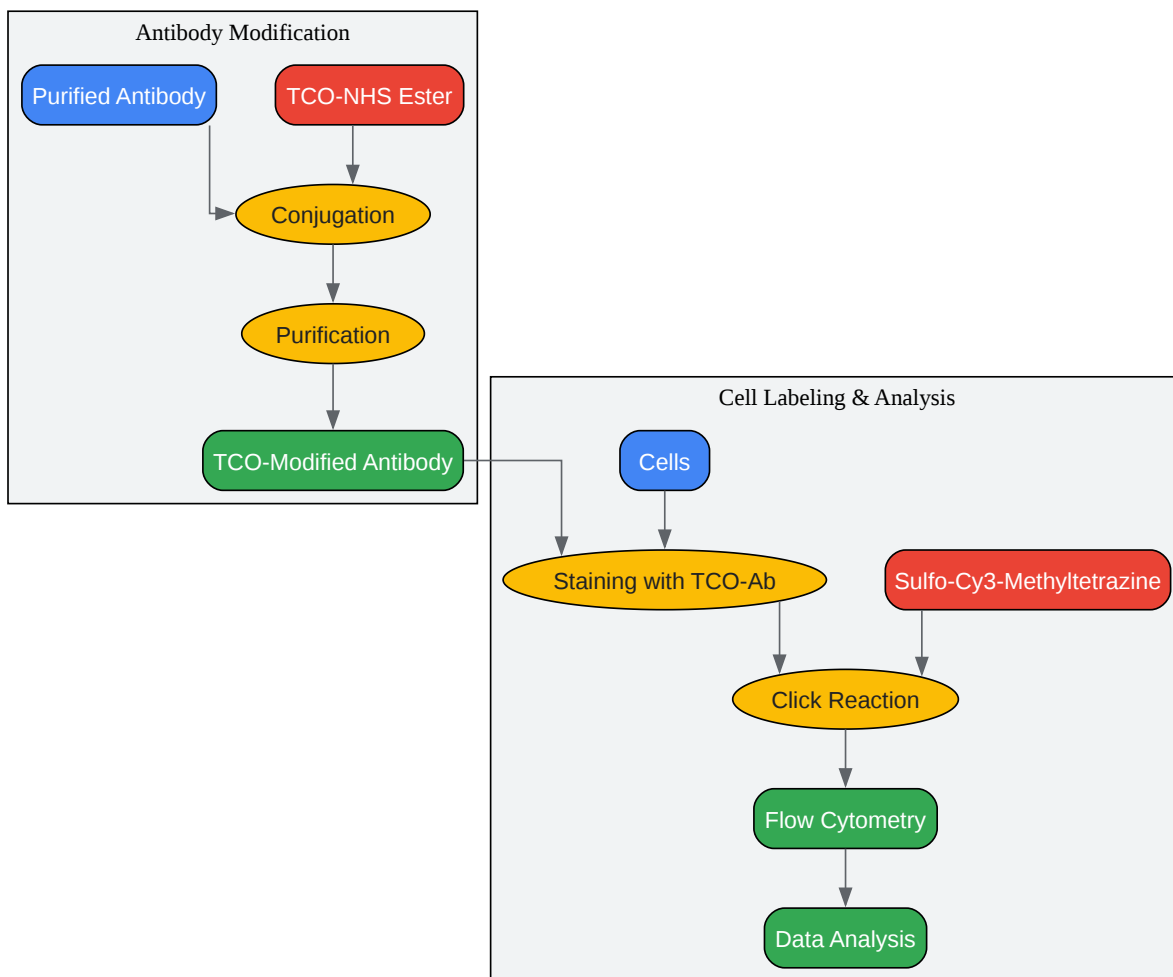 Antibody Modification
Purified Antibody
TCO-NHS Ester
Conjugation
Purification
TCO-Modified Antibody
Cell Labeling & Analysis
Cells
Staining with TCO-Ab
Sulfo-Cy3-Methyltetrazine
Click Reaction
Flow Cytometry
Data Analysis